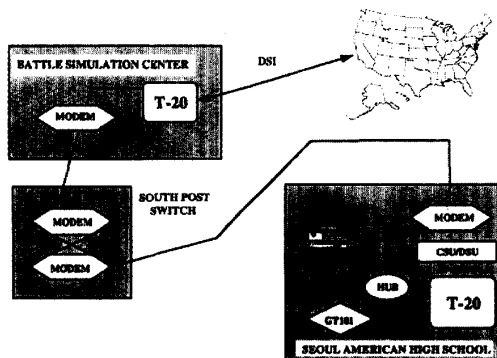 BATTLE SIMULATION CENTER
DSI
T-20
MODEM
SOUTH POST
SWITCH
MODEM
MODEM
MODEM
CSU/DSU
HUB
T-20
GT101
SEOUL AMERICAN HIGH SCHOOL